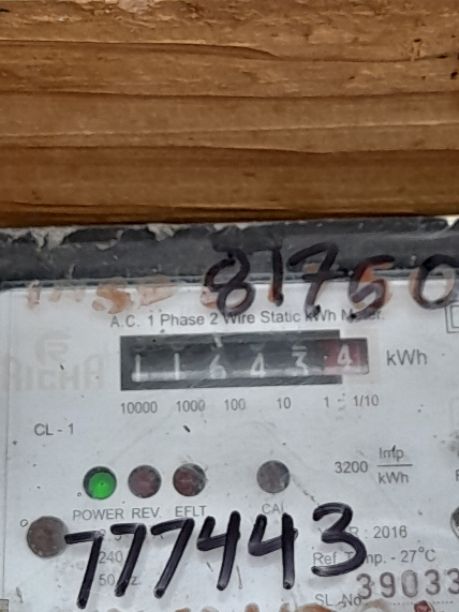 81750
A.C. 1 Phase 2 Wire Static kWh Meter.
RICHA
116434 kWh
10000 1000 100 10 1 - 1/10
CL - 1
3200 Imp/kWh
POWER REV. EFLT CAL
777443
R : 2016
240
Ref. Temp. - 27°C
50
SL.No. 39033